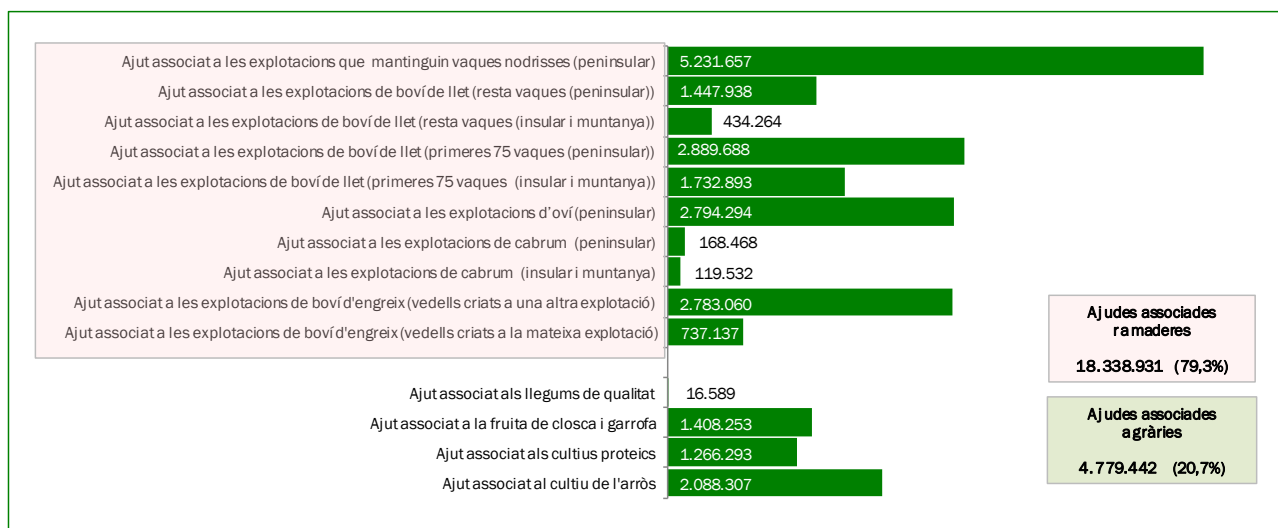 Ajut associat a les explotacions que mantinguin vaques nodrisses (peninsular) 5.231.657
Ajut associat a les explotacions de boví de llet (resta vaques (peninsular)) 1.447.938
Ajut associat a les explotacions de boví de llet (resta vaques (insular i muntanya)) 434.264
Ajut associat a les explotacions de boví de llet (primeres 75 vaques (peninsular)) 2.889.688
Ajut associat a les explotacions de boví de llet (primeres 75 vaques (insular i muntanya)) 1.732.893
Ajut associat a les explotacions d’oví (peninsular) 2.794.294
Ajut associat a les explotacions de cabrum (peninsular) 168.468
Ajut associat a les explotacions de cabrum (insular i muntanya) 119.532
Ajut associat a les explotacions de boví d'engreix (vedells criats a una altra explotació) 2.783.060
Ajut associat a les explotacions de boví d'engreix (vedells criats a la mateixa explotació) 737.137
Ajut associat als llegums de qualitat 16.589
Ajut associat a la fruita de closca i garrofa 1.408.253
Ajut associat als cultius proteics 1.266.293
Ajut associat al cultiu de l'arròs 2.088.307
Ajudes associades
ramaderes
18.338.931 (79,3%)
Ajudes associades
agràries
4.779.442 (20,7%)